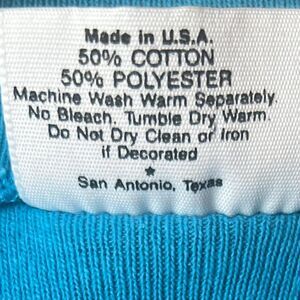 Made in U.S.A.
50% COTTON
50% POLYESTER
Machine Wash Warm Separately.
No Bleach. Tumble Dry Warm.
Do Not Dry Clean or Iron
if Decorated
★
San Antonio, Texas